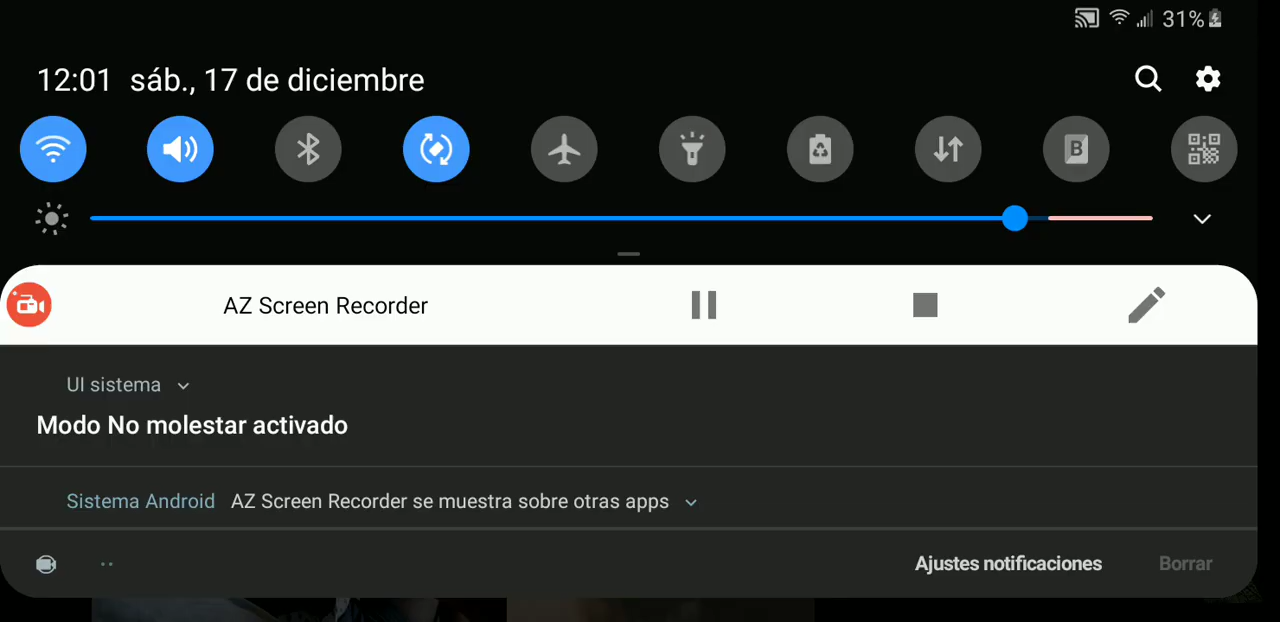 31%
12:01 sáb., 17 de diciembre
B
AZ Screen Recorder
UI sistema
Modo No molestar activado
Sistema Android AZ Screen Recorder se muestra sobre otras apps
Ajustes notificaciones Borrar